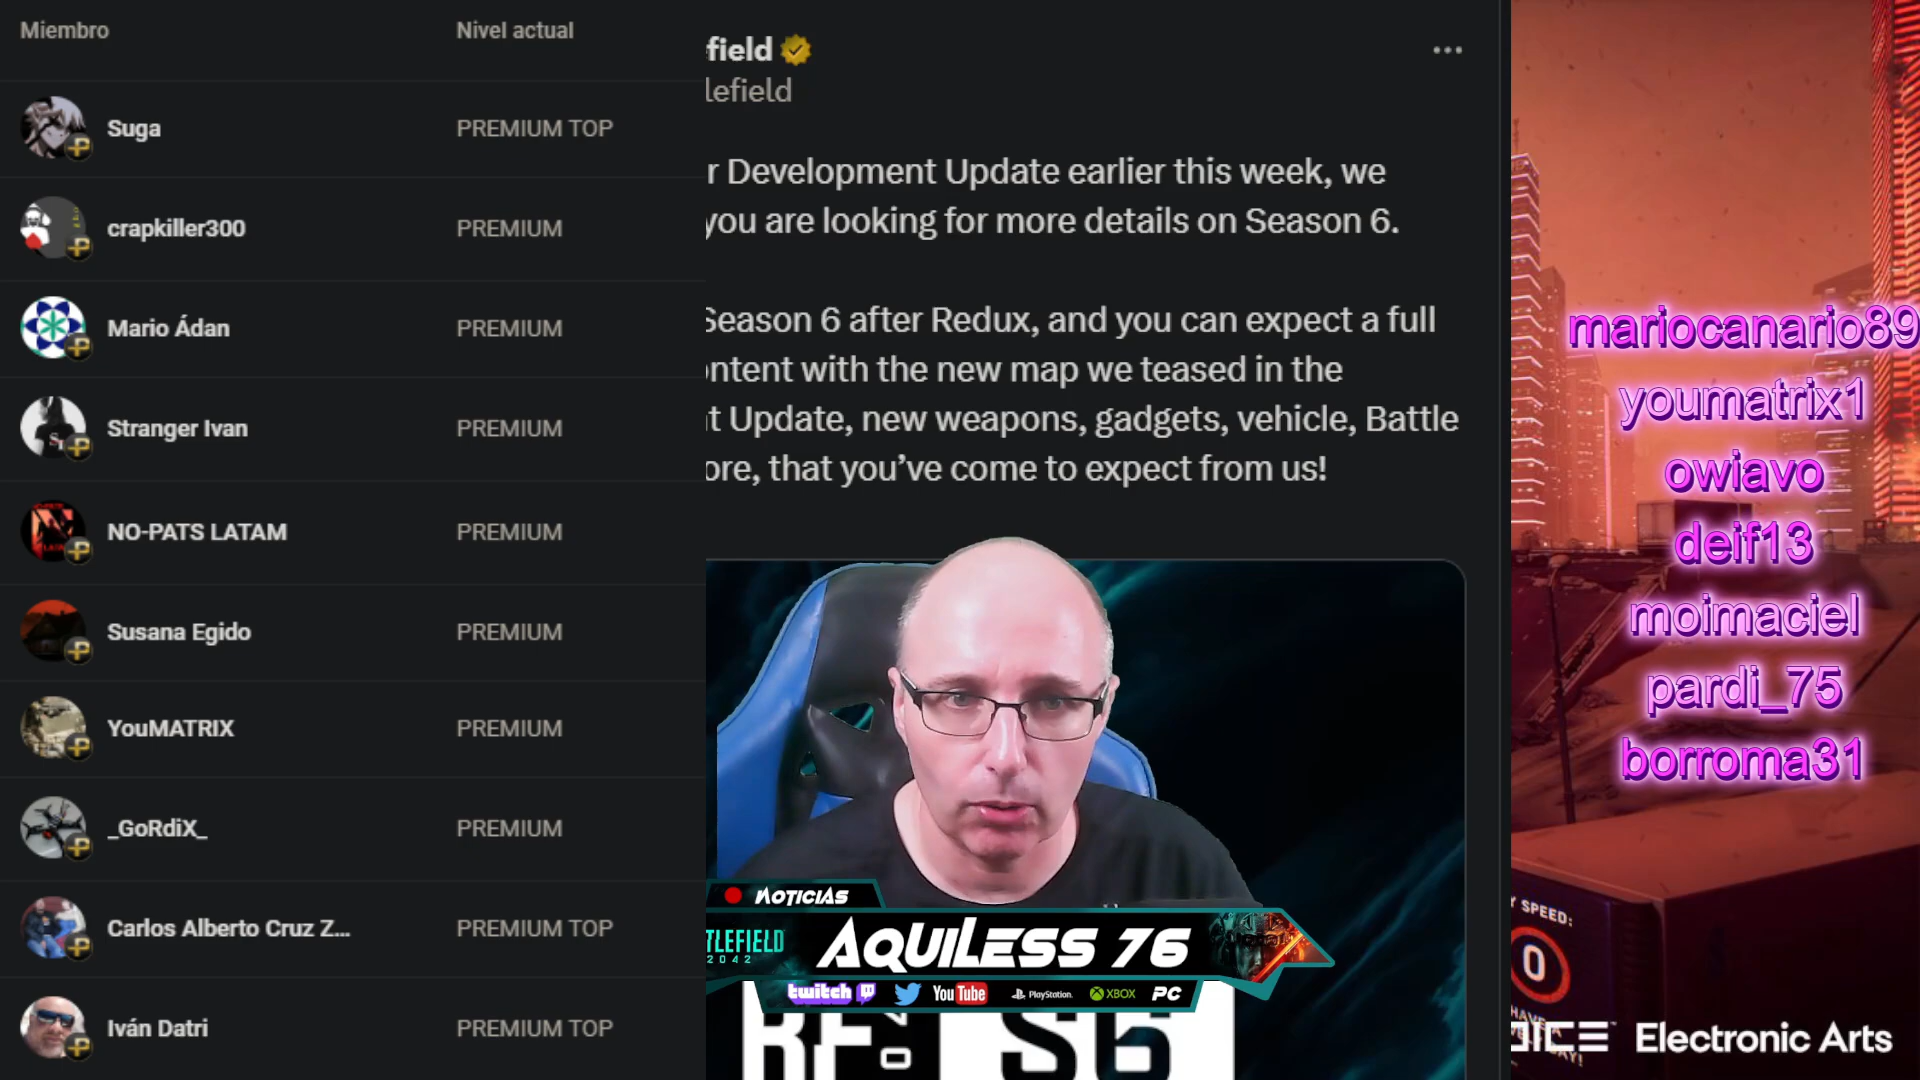 Miembro
Nivel actual
Suga
PREMIUM TOP
crapkiller300
PREMIUM
Mario Ádan
PREMIUM
Stranger Ivan
PREMIUM
NO-PATS LATAM
PREMIUM
Susana Egido
PREMIUM
YouMATRIX
PREMIUM
_GoRdiX_
PREMIUM
Carlos Alberto Cruz Z...
PREMIUM TOP
Iván Datri
PREMIUM TOP
field
lefield
r Development Update earlier this week, we
you are looking for more details on Season 6.
Season 6 after Redux, and you can expect a full
ontent with the new map we teased in the
t Update, new weapons, gadgets, vehicle, Battle
ore, that you’ve come to expect from us!
NOTICIAS
TLEFIELD
2042
AQUILESS 76
twitch
YouTube
PlayStation.
XBOX
PC
S6
mariocanario89
youmatrix1
owiavo
deif13
moimaciel
pardi_75
borroma31
Y SPEED:
0
DICE
Electronic Arts